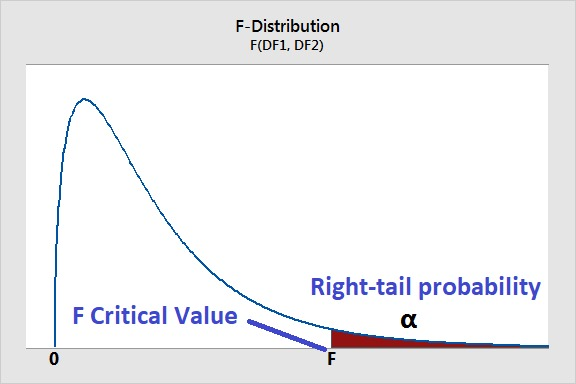 F-Distribution
F(DF1, DF2)
Right-tail probability
α
F Critical Value
0
F